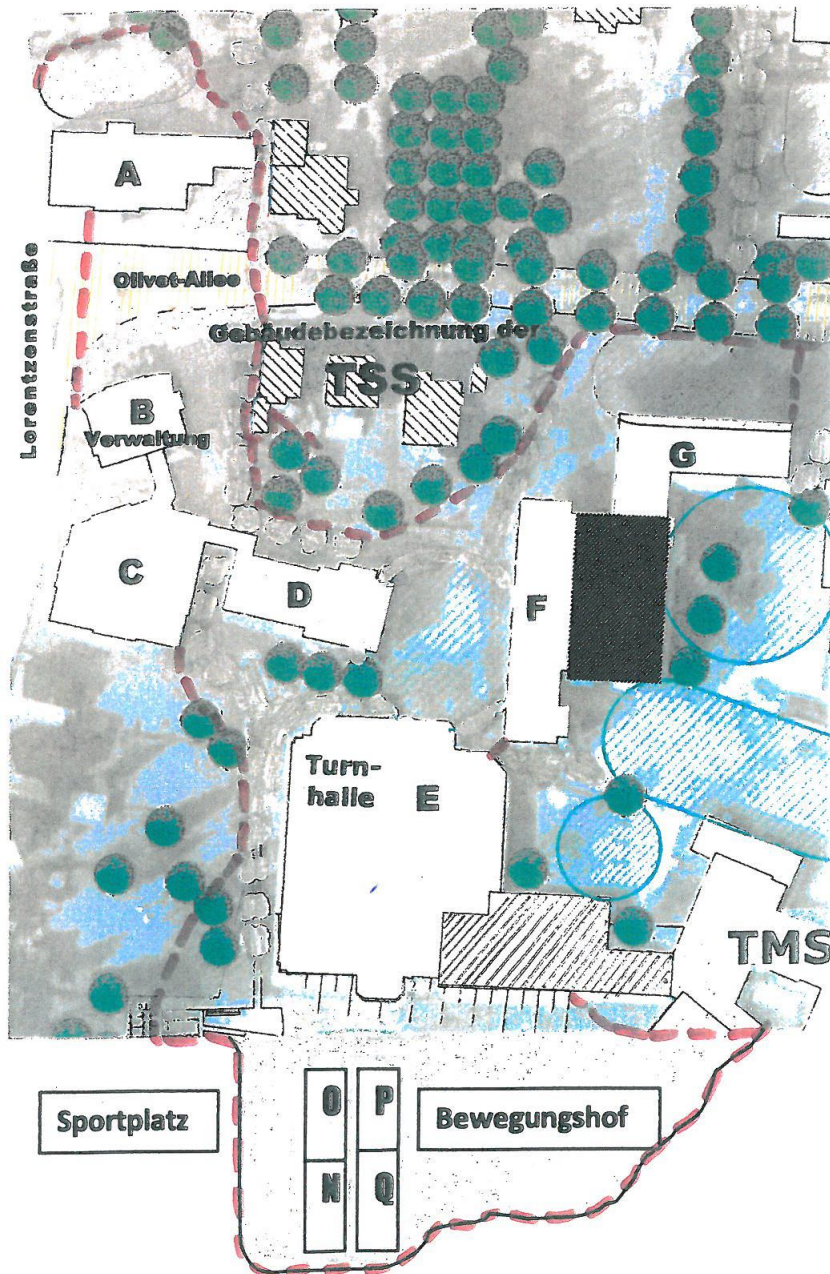 A
Lorentzenstraße
Olivet-Allee
Gebäudebezeichnung der
TSS
B
Verwaltung
G
C
D
F
Turn-
halle
E
TMS
Sportplatz
O
P
Bewegungshof
N
Q